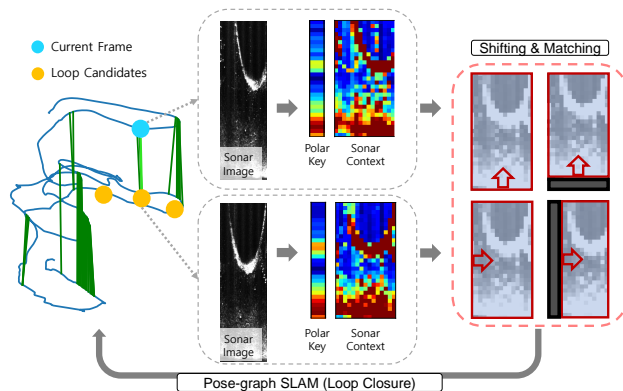 Current Frame
Loop Candidates
Sonar
Image
Polar
Key
Sonar
Context
Shifting & Matching
Sonar
Image
Polar
Key
Sonar
Context
Pose-graph SLAM (Loop Closure)